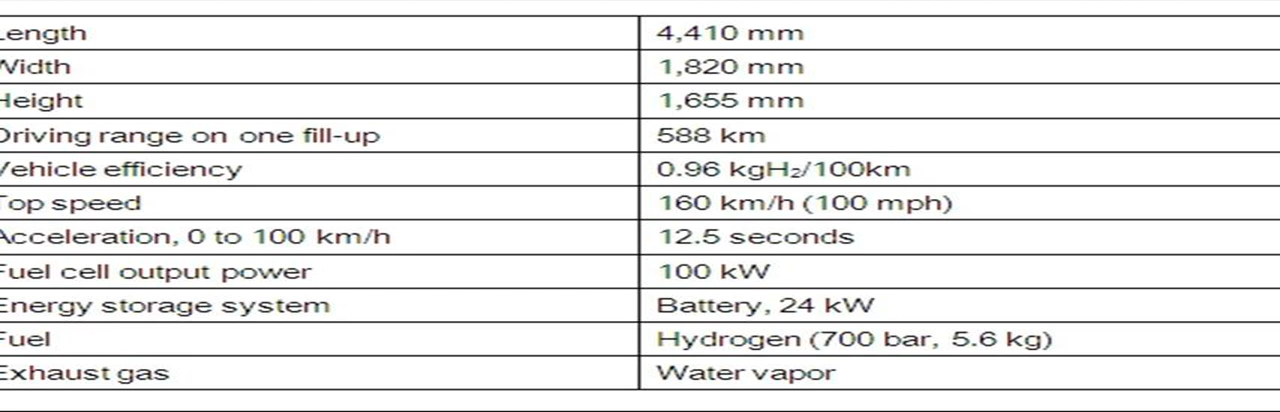 Length 4,410 mm
Width 1,820 mm
Height 1,655 mm
Driving range on one fill-up 588 km
Vehicle efficiency 0.96 kgH₂/100km
Top speed 160 km/h (100 mph)
Acceleration, 0 to 100 km/h 12.5 seconds
Fuel cell output power 100 kW
Energy storage system Battery, 24 kW
Fuel Hydrogen (700 bar, 5.6 kg)
Exhaust gas Water vapor